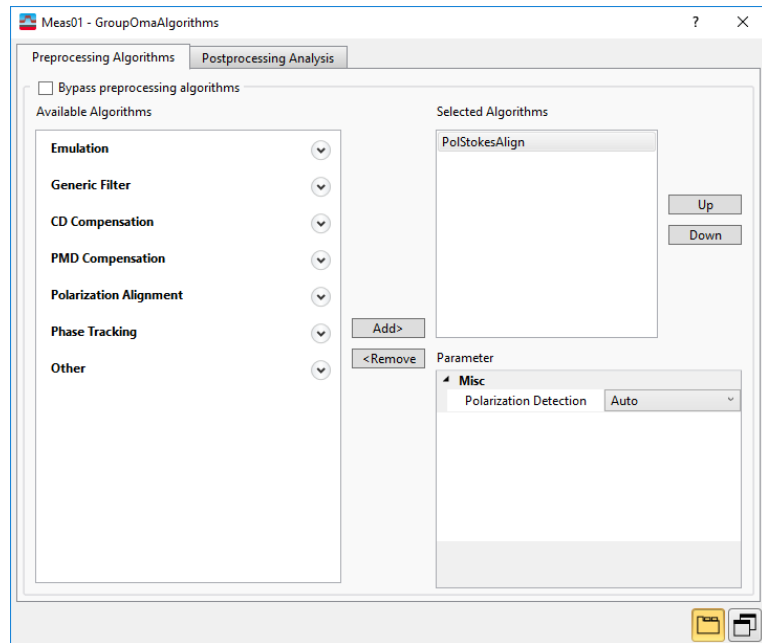 Meas01 - GroupOmaAlgorithms
?
Preprocessing Algorithms
Postprocessing Analysis
Bypass preprocessing algorithms
Available Algorithms
Emulation
Generic Filter
CD Compensation
PMD Compensation
Polarization Alignment
Phase Tracking
Other
Add>
<Remove
Selected Algorithms
PolStokesAlign
Up
Down
Parameter
Misc
Polarization Detection Auto